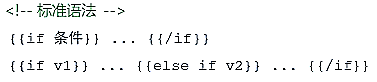 <!-- 标准语法 -->
{{if 条件}} ... {{/if}}
{{if v1}} ... {{else if v2}} ... {{/if}}